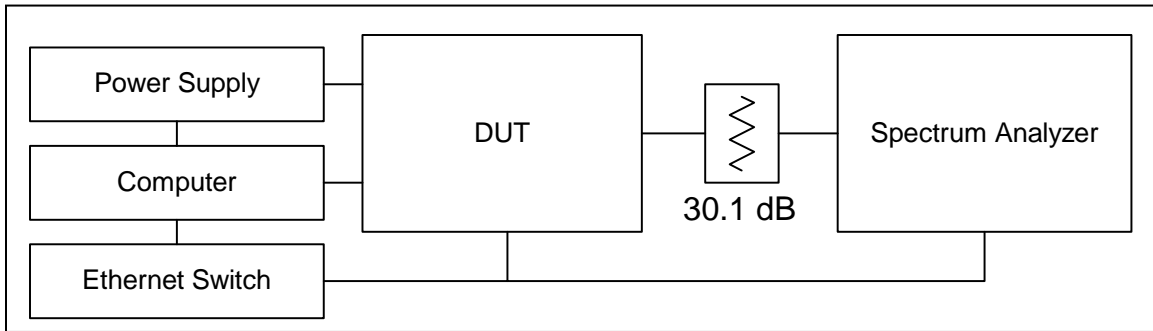 Power Supply
DUT
Spectrum Analyzer
Computer
30.1 dB
Ethernet Switch